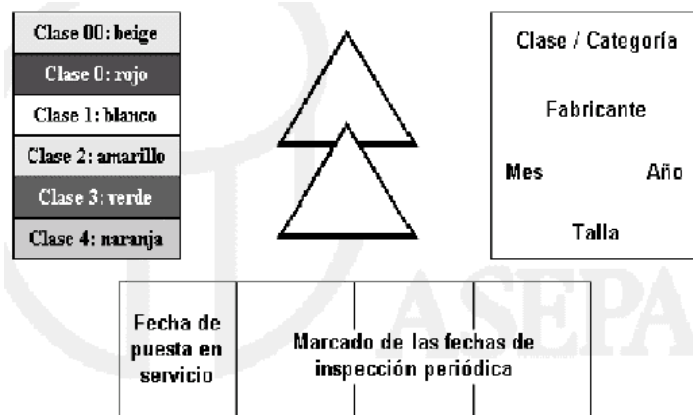 Clase 00: beige
Clase 0: rojo
Clase 1: blanco
Clase 2: amarillo
Clase 3: verde
Clase 4: naranja
Clase / Categoría
Fabricante
Mes Año
Talla
Fecha de
puesta en
servicio
Marcado de las fechas de
inspección periódica
ASEPA